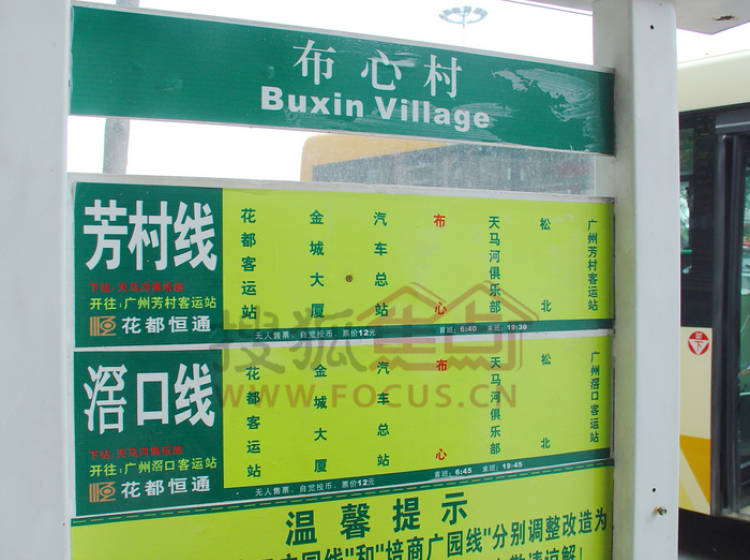 布心村
Buxin Village
芳村线
下站:天马河俱乐部
开往:广州芳村客运站
花都恒通
花都客运站
金城大厦
汽车总站
布心
天马河俱乐部
松北
广州芳村客运站
无人售票、自觉投币、票价12元
首班:6:40 末班:19:30
滘口线
下站:天马河俱乐部
开往:广州滘口客运站
花都恒通
花都客运站
金城大厦
汽车总站
布心
天马河俱乐部
松北
广州滘口客运站
无人售票、自觉投币、票价12元
首班:6:45 末班:19:45
搜狐焦点
WWW.FOCUS.CN
温馨提示
广园线"和"培商广园线"分别调整改造为
敬请谅解!